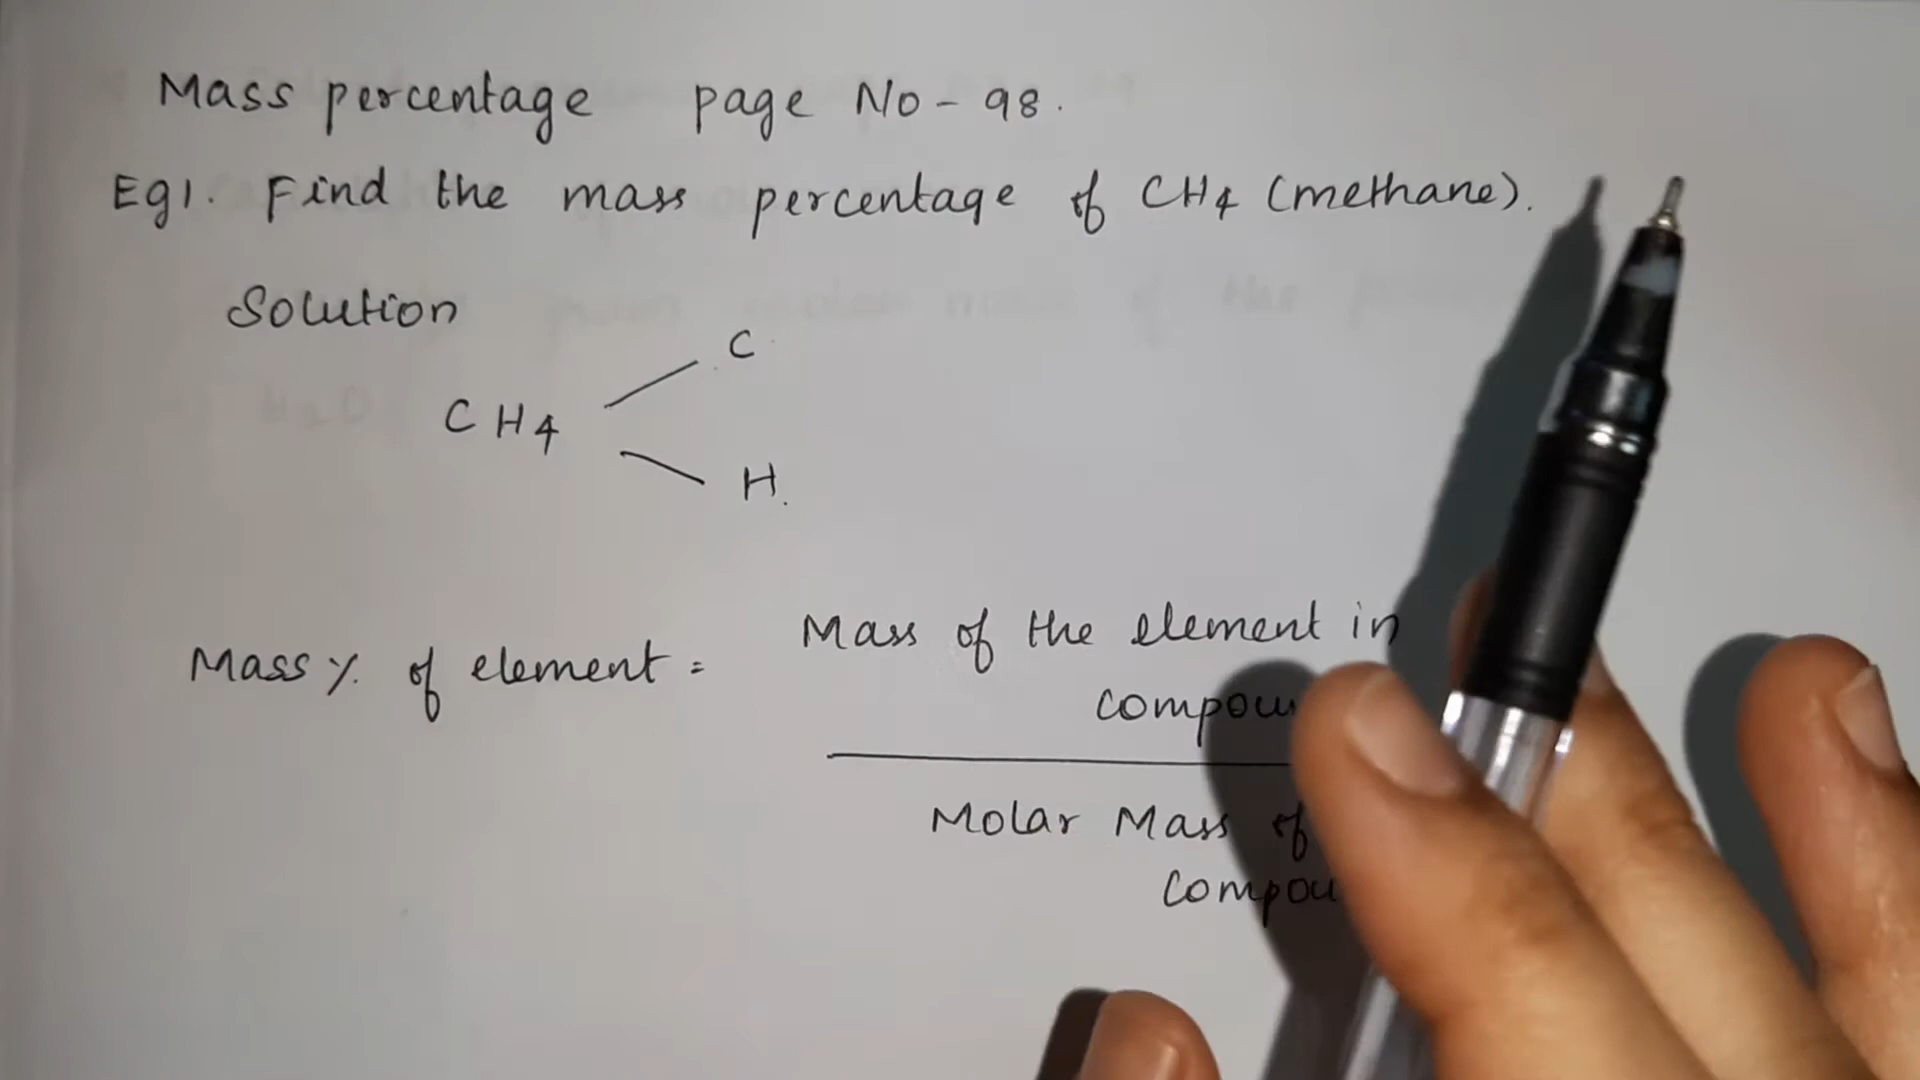 Mass percentage page No - 98.
Eg1. Find the mass percentage of CH4 (methane).
Solution
C
CH4
H.
Mass % of element =
Mass of the element in
Molar Mass of